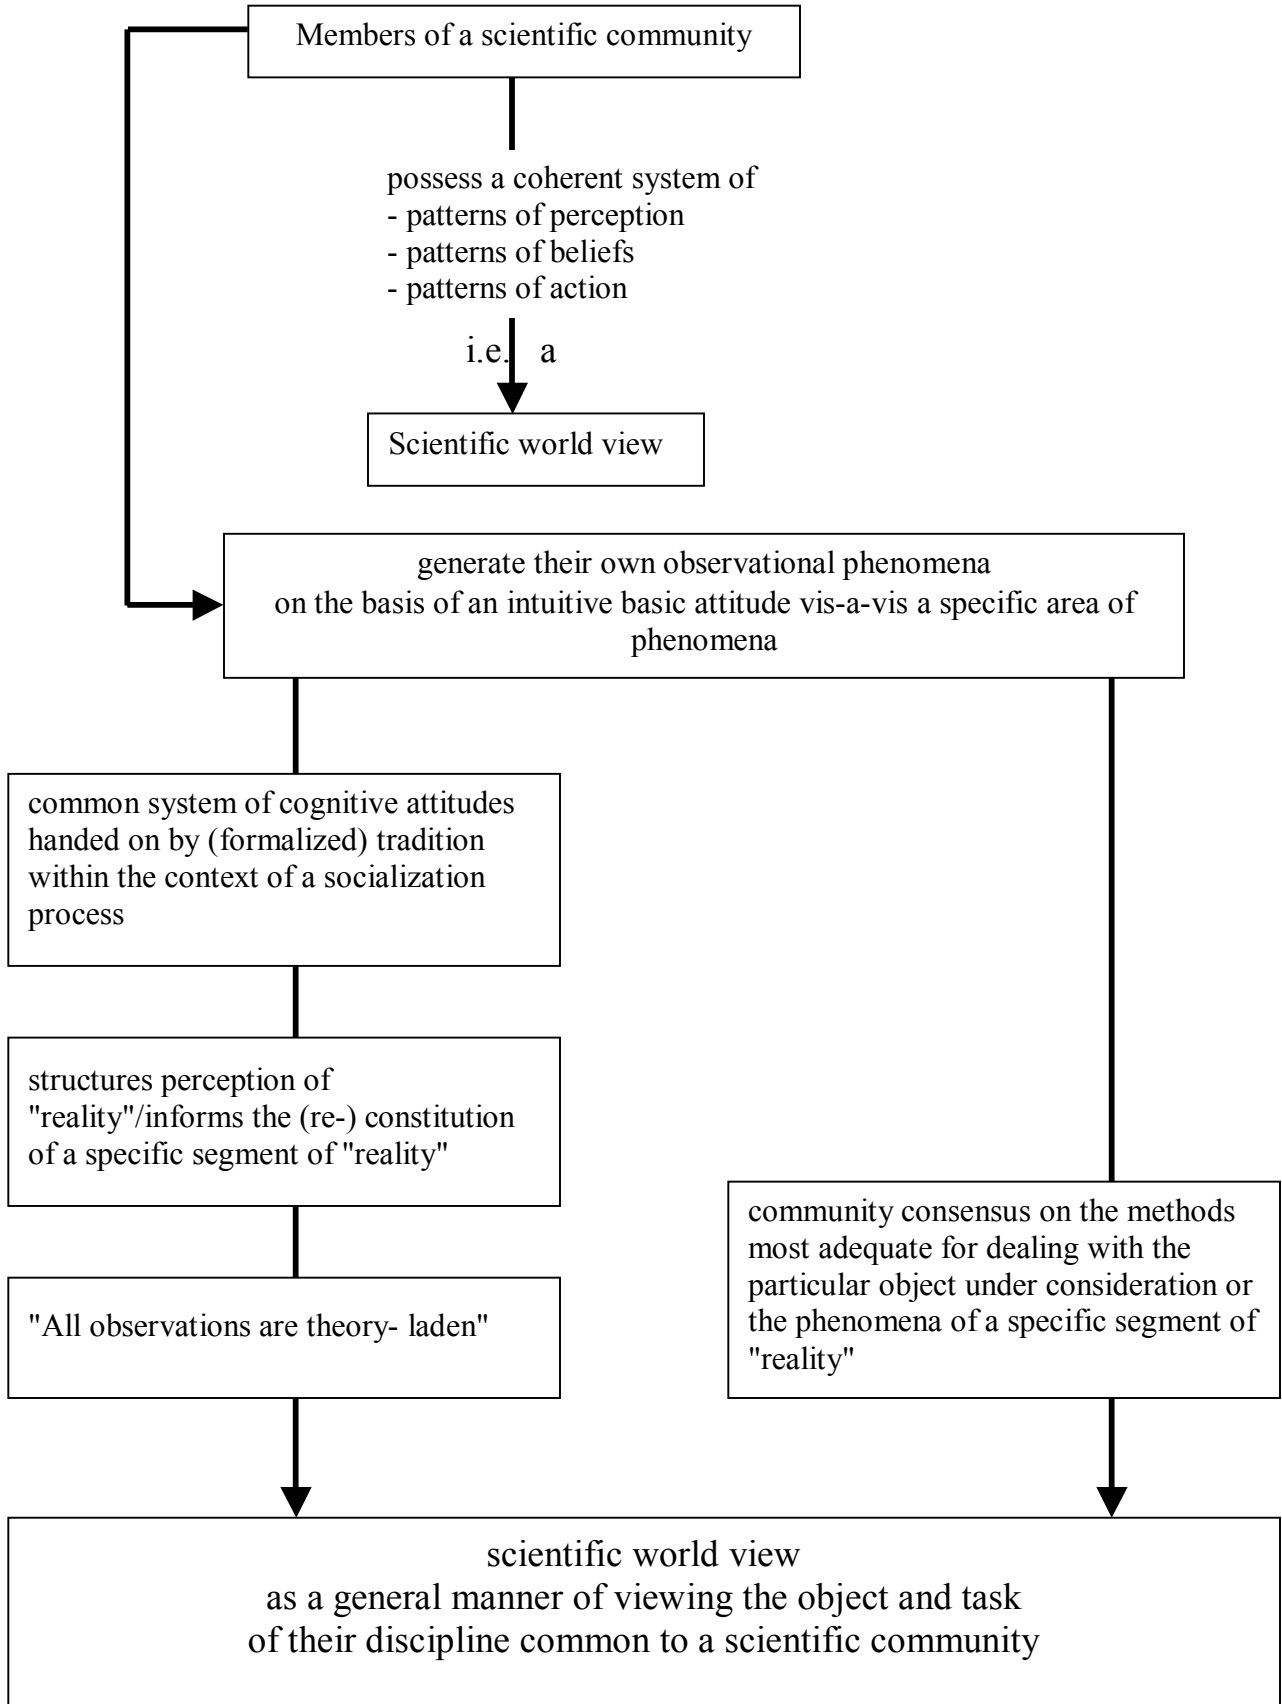 Members of a scientific community
possess a coherent system of
- patterns of perception
- patterns of beliefs
- patterns of action
i.e. a
Scientific world view
generate their own observational phenomena
on the basis of an intuitive basic attitude vis-a-vis a specific area of
phenomena
common system of cognitive attitudes
handed on by (formalized) tradition
within the context of a socialization
process
structures perception of
"reality"/informs the (re-) constitution
of a specific segment of "reality"
"All observations are theory- laden"
community consensus on the methods
most adequate for dealing with the
particular object under consideration or
the phenomena of a specific segment of
"reality"
scientific world view
as a general manner of viewing the object and task
of their discipline common to a scientific community